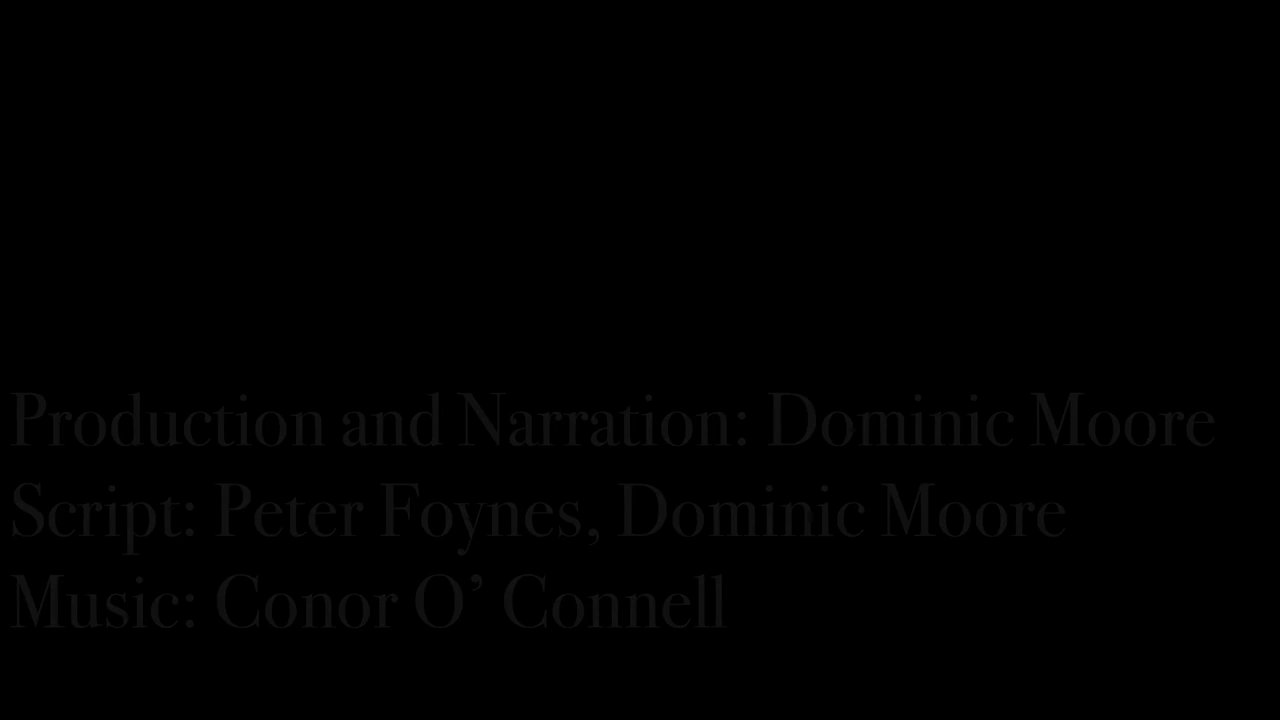 Production and Narration: Dominic Moore
Script: Peter Foynes, Dominic Moore
Music: Conor O’ Connell